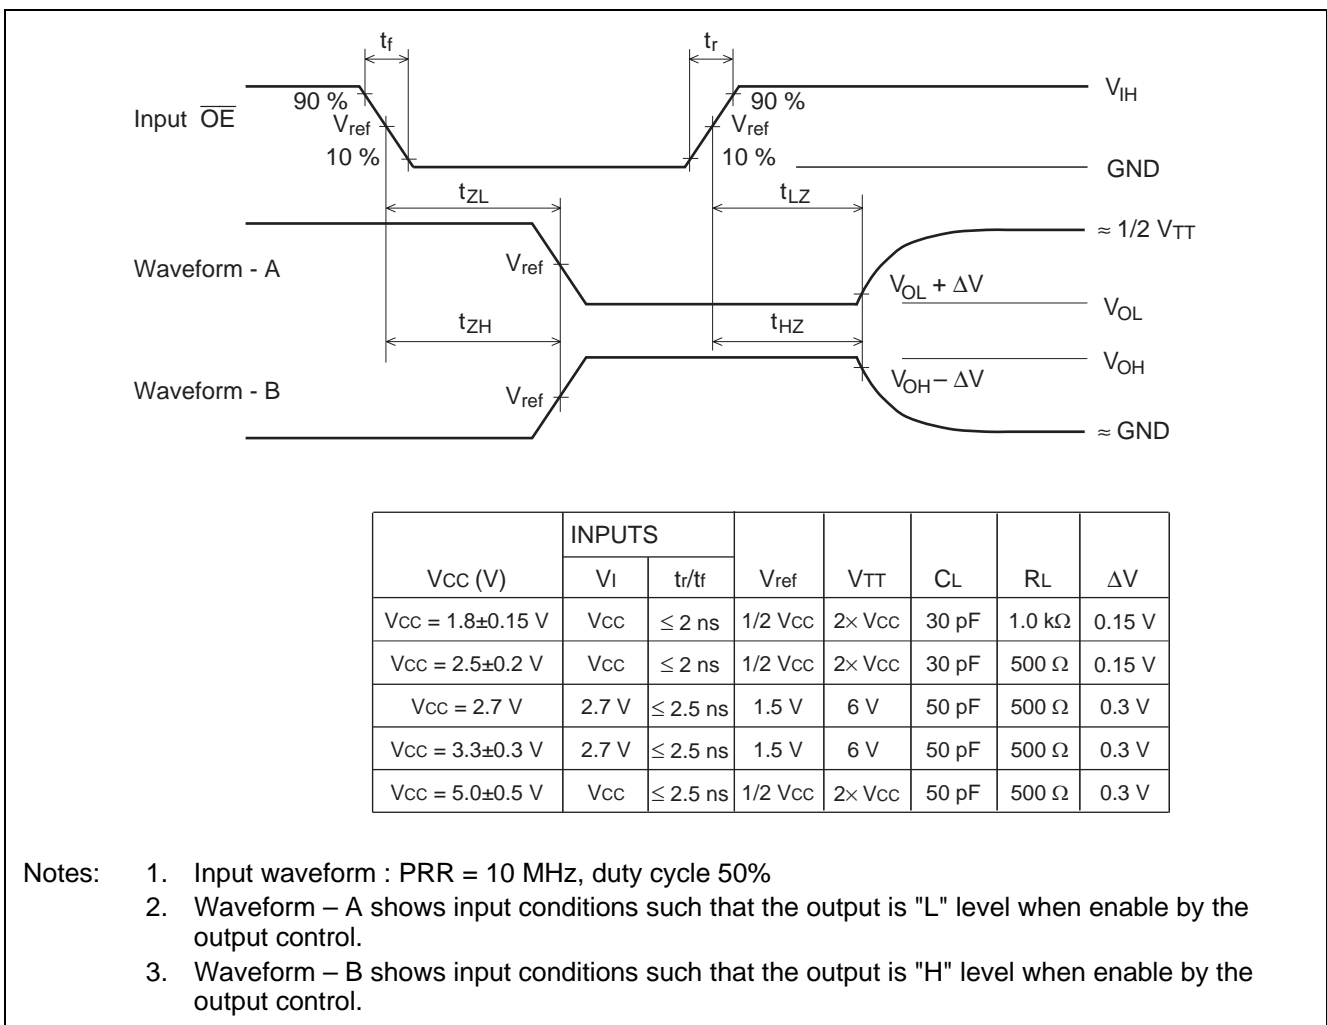 tf
tr
Input OE
90 %
Vref
10 %
90 %
Vref
10 %
VIH
GND
tZL
tLZ
Waveform - A
Vref
VOL + ΔV
≈ 1/2 VTT
VOL
tZH
tHZ
Waveform - B
Vref
VOH – ΔV
VOH
≈ GND
INPUTS
VCC (V) VI tr/tf Vref VTT CL RL ΔV
VCC = 1.8±0.15 V VCC ≤ 2 ns 1/2 VCC 2× VCC 30 pF 1.0 kΩ 0.15 V
VCC = 2.5±0.2 V VCC ≤ 2 ns 1/2 VCC 2× VCC 30 pF 500 Ω 0.15 V
VCC = 2.7 V 2.7 V ≤ 2.5 ns 1.5 V 6 V 50 pF 500 Ω 0.3 V
VCC = 3.3±0.3 V 2.7 V ≤ 2.5 ns 1.5 V 6 V 50 pF 500 Ω 0.3 V
VCC = 5.0±0.5 V VCC ≤ 2.5 ns 1/2 VCC 2× VCC 50 pF 500 Ω 0.3 V
Notes: 1. Input waveform : PRR = 10 MHz, duty cycle 50%
2. Waveform – A shows input conditions such that the output is "L" level when enable by the
output control.
3. Waveform – B shows input conditions such that the output is "H" level when enable by the
output control.